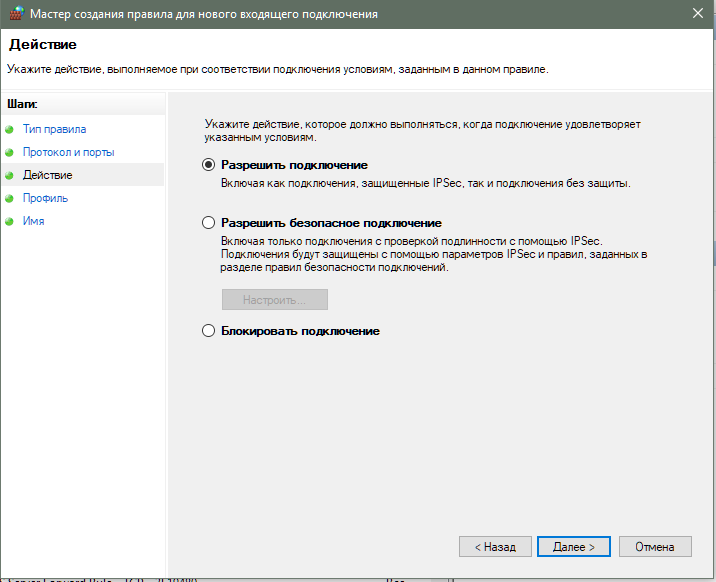 Мастер создания правила для нового входящего подключения
Действие
Укажите действие, выполняемое при соответствии подключения условиям, заданным в данном правиле.
Шаги:
Тип правила
Протокол и порты
Действие
Профиль
Имя
Укажите действие, которое должно выполняться, когда подключение удовлетворяет
указанным условиям.
Разрешить подключение
Включая как подключения, защищенные IPSec, так и подключения без защиты.
Разрешить безопасное подключение
Включая только подключения с проверкой подлинности с помощью IPSec.
Подключения будут защищены с помощью параметров IPSec и правил, заданных в
разделе правил безопасности подключений.
Настроить...
Блокировать подключение
< Назад
Далее >
Отмена